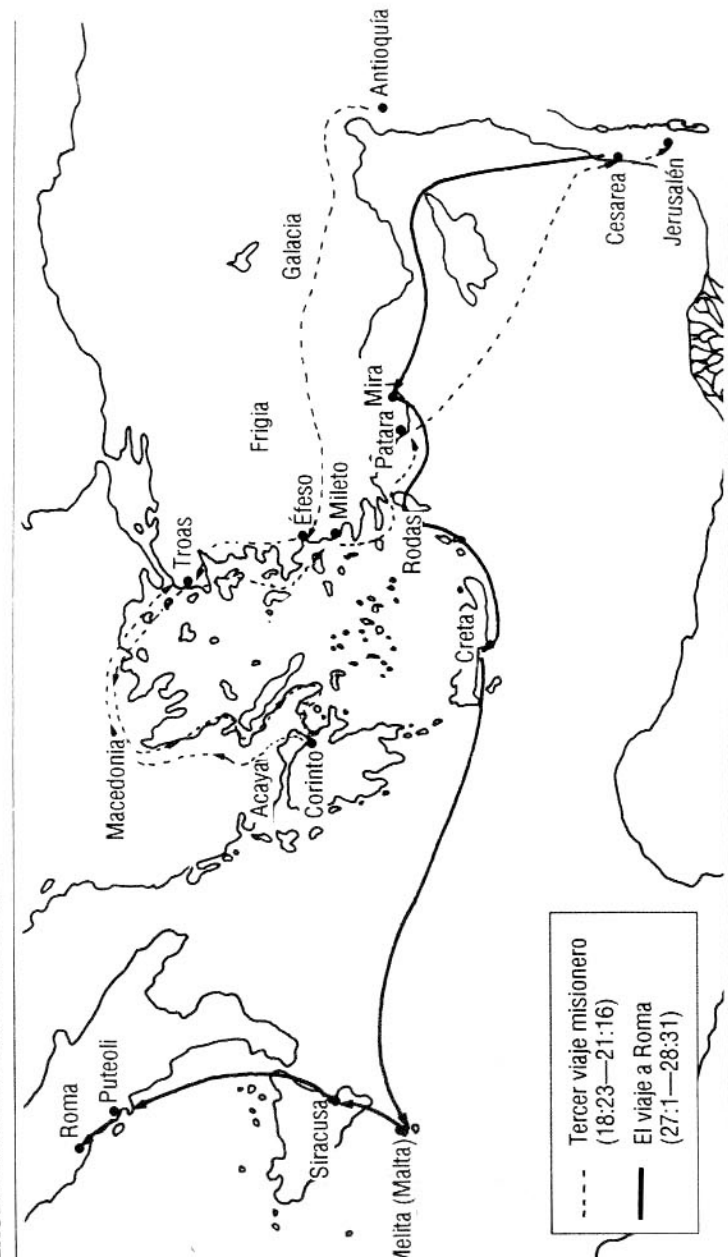 Roma
Puteoli
Siracusa
Melita (Malta)
Macedonia
Acaya
Corinto
Troas
Éfeso
Mileto
Frigia
Galacia
Antioquía
Rodas
Patara
Mira
Creta
Cesarea
Jerusalén
Tercer viaje misionero
(18:23—21:16)
El viaje a Roma
(27:1—28:31)